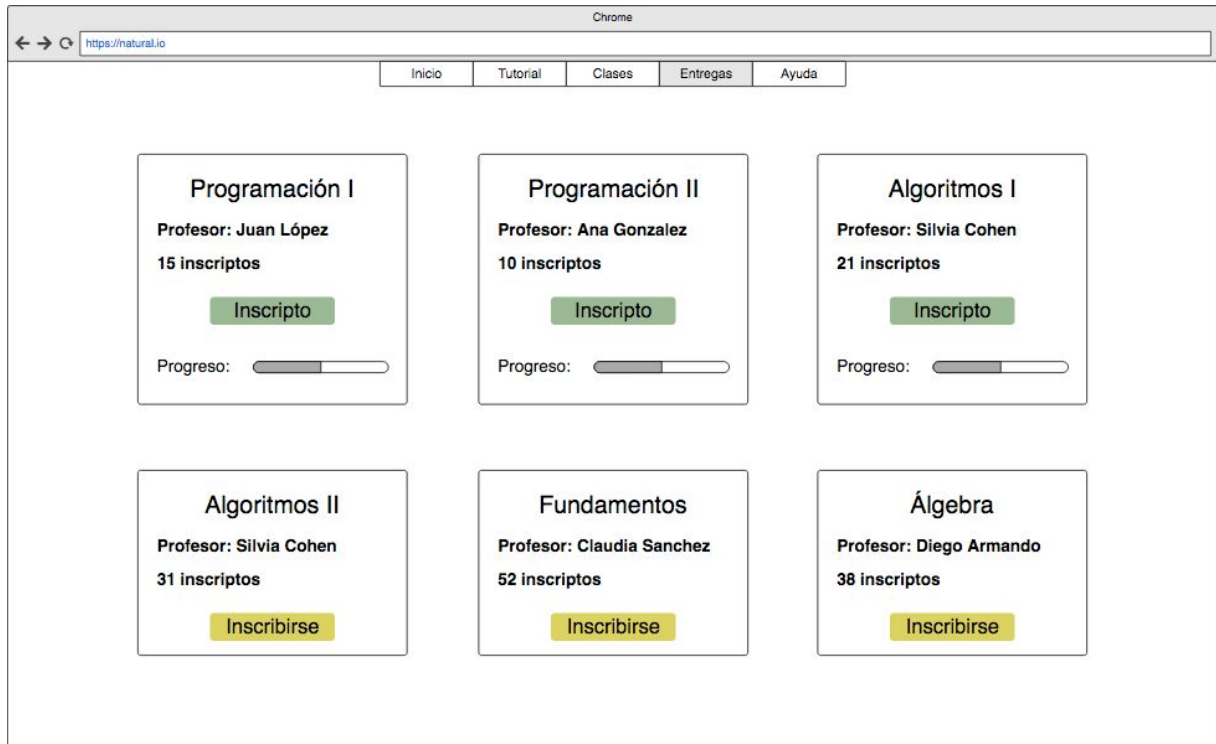 Chrome
https://natural.io
Inicio Tutorial Clases Entregas Ayuda
Programación I
Profesor: Juan López
15 inscriptos
Inscripto
Progreso:
Programación II
Profesor: Ana Gonzalez
10 inscriptos
Inscripto
Progreso:
Algoritmos I
Profesor: Silvia Cohen
21 inscriptos
Inscripto
Progreso:
Algoritmos II
Profesor: Silvia Cohen
31 inscriptos
Inscribirse
Fundamentos
Profesor: Claudia Sanchez
52 inscriptos
Inscribirse
Álgebra
Profesor: Diego Armando
38 inscriptos
Inscribirse